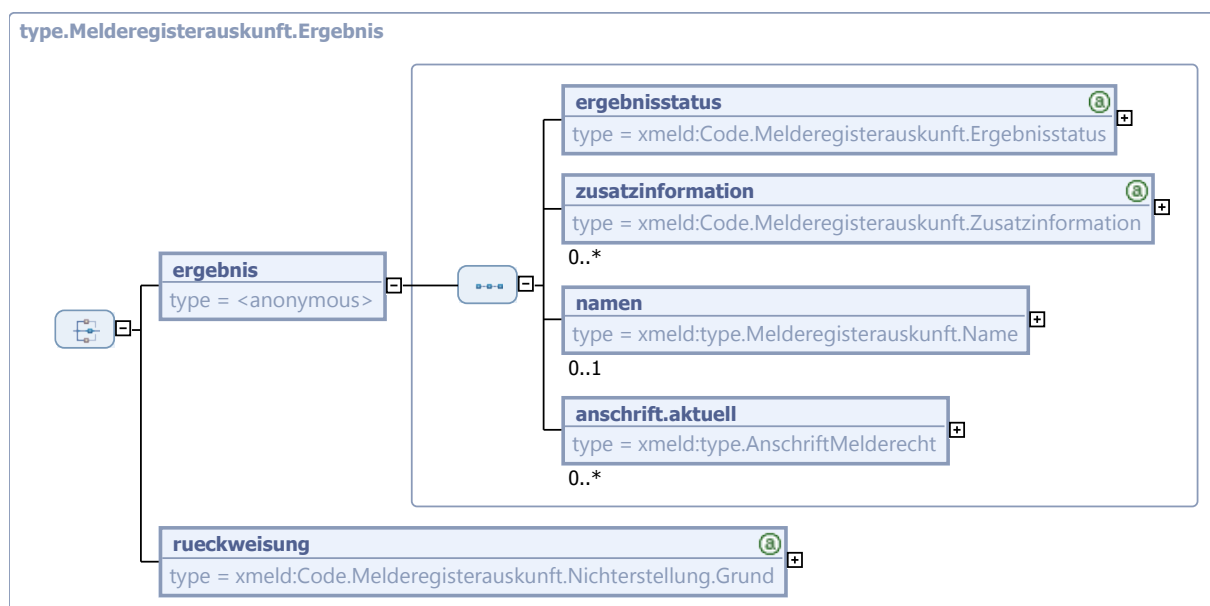 type.Melderegisterauskunft.Ergebnis
ergebnisstatus
type = xmeld:Code.Melderegisterauskunft.Ergebnisstatus
zusatzinformation
type = xmeld:Code.Melderegisterauskunft.Zusatzinformation
0..*
ergebnis
type = <anonymous>
namen
type = xmeld:type.Melderegisterauskunft.Name
0..1
anschrift.aktuell
type = xmeld:type.AnschriftMelderecht
0..*
rueckweisung
type = xmeld:Code.Melderegisterauskunft.Nichterstellung.Grund